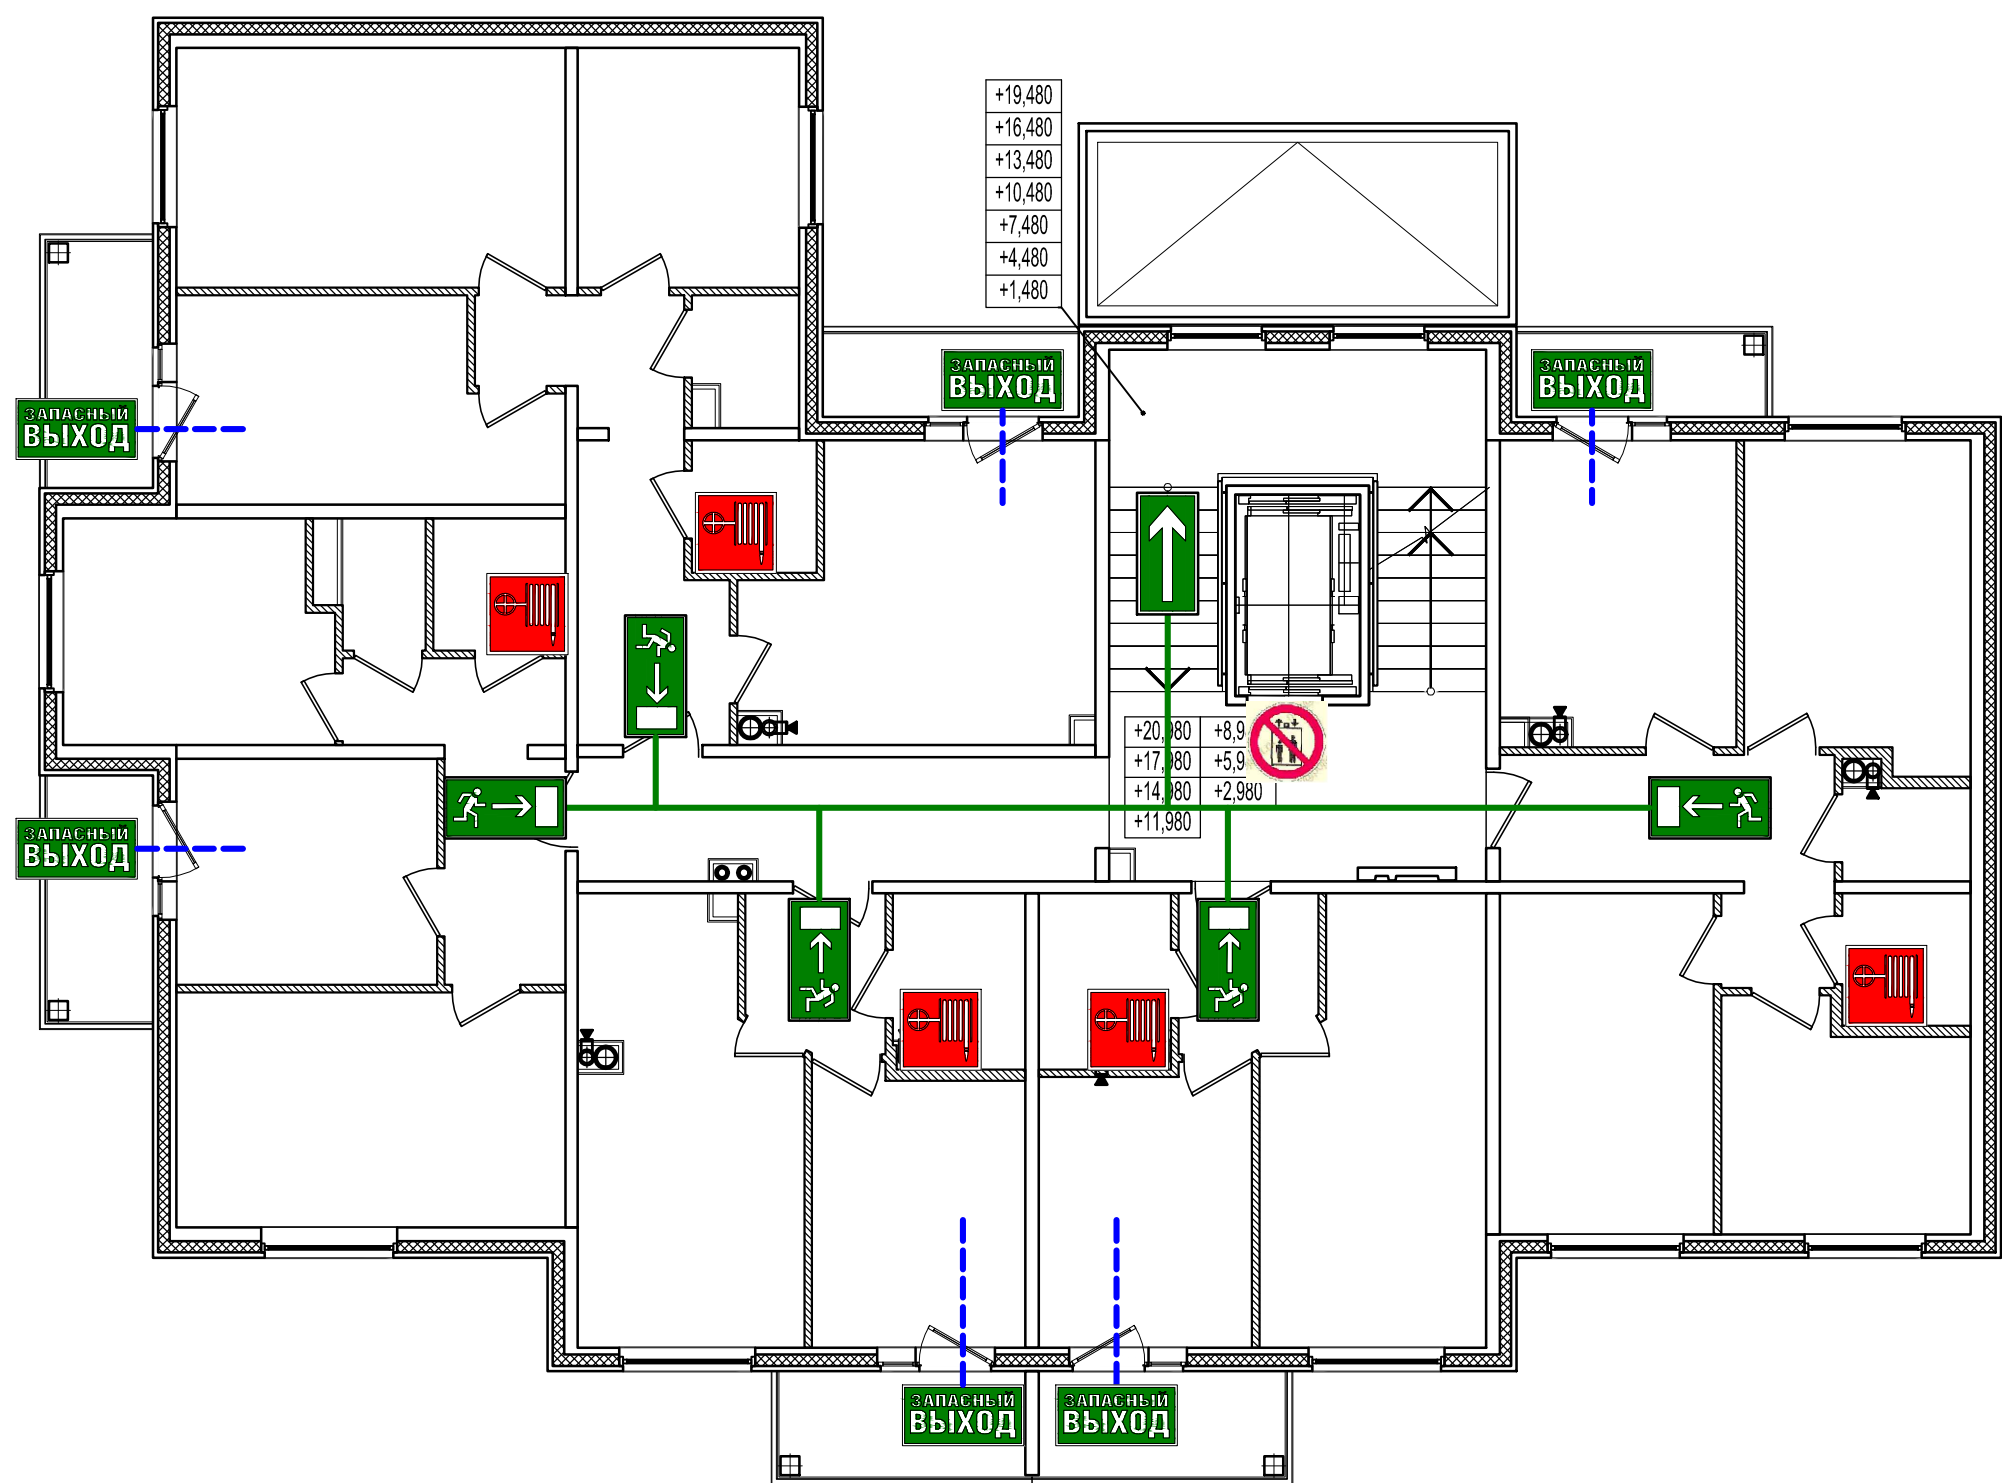 +19,480
+16,480
+13,480
+10,480
+7,480
+4,480
+1,480
ЗАПАСНЫЙ
ВЫХОД
ЗАПАСНЫЙ
ВЫХОД
ЗАПАСНЫЙ
ВЫХОД
+20,980
+17,980
+14,980 +2,980
+11,980
ЗАПАСНЫЙ
ВЫХОД
ЗАПАСНЫЙ
ВЫХОД
ЗАПАСНЫЙ
ВЫХОД